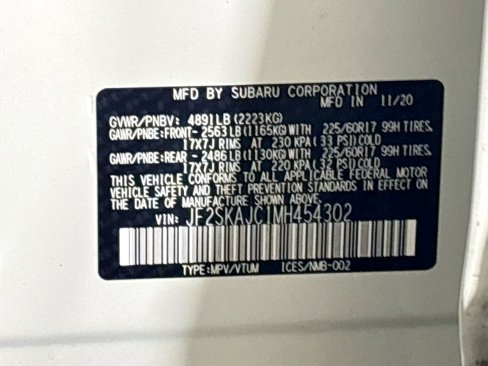 MFD BY SUBARU CORPORATION
MFD IN 11/20
GVWR/PNBV: 4891LB(2223KG)
GAWR/PNBE:FRONT-2563LB(1165KG)WITH 225/60R17 99H TIRES,
17X7J RIMS AT 230 KPA(33 PSI)COLD
GAWR/PNBE:REAR -2486LB(1130KG)WITH 225/60R17 99H TIRES,
17X7J RIMS AT 220 KPA(32 PSI)COLD
THIS VEHICLE CONFORMS TO ALL APPLICABLE FEDERAL MOTOR
VEHICLE SAFETY AND THEFT PREVENTION STANDARDS IN EFFECT ON
THE DATE OF MANUFACTURE SHOWN ABOVE.
VIN: JF2SKAJC1MH454302
TYPE:MPV/VTUM ICES/NMB-002